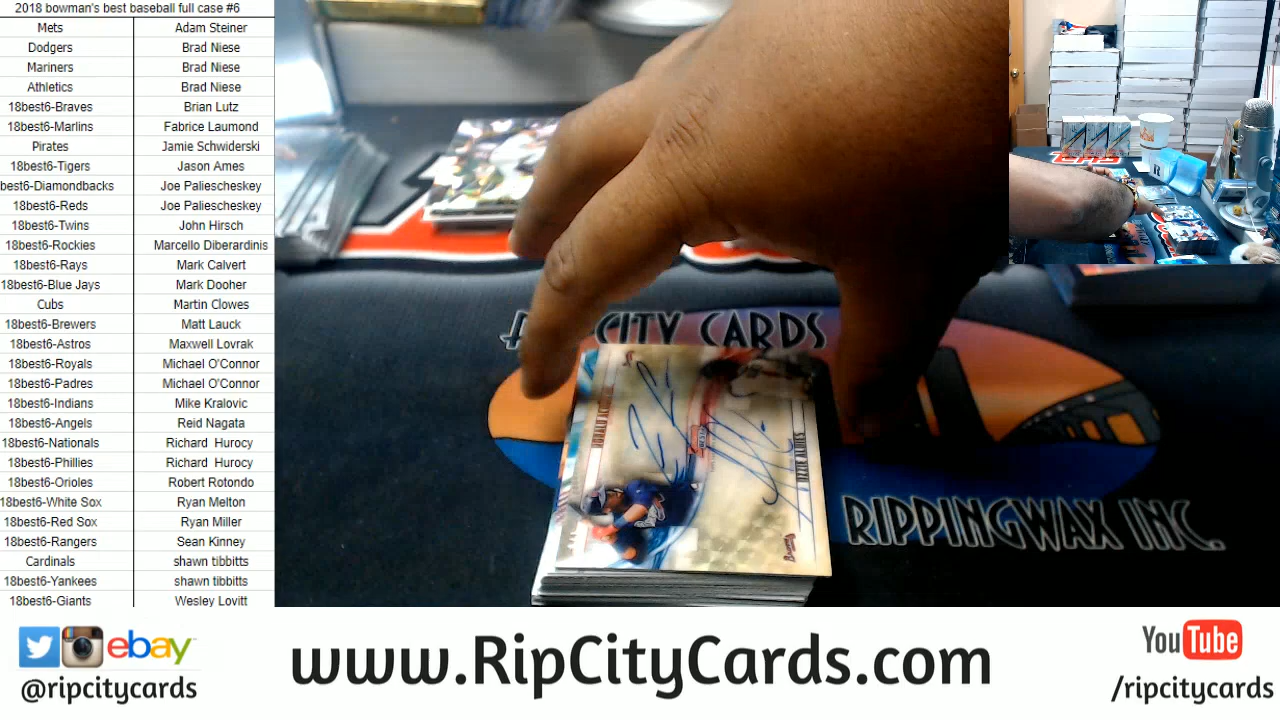 2018 bowman's best baseball full case #6
Mets Adam Steiner
Dodgers Brad Niese
Mariners Brad Niese
Athletics Brad Niese
18best6-Braves Brian Lutz
18best6-Marlins Fabrice Laumond
Pirates Jamie Schwiderski
18best6-Tigers Jason Ames
best6-Diamondbacks Joe Paliescheskey
18best6-Reds Joe Paliescheskey
18best6-Twins John Hirsch
18best6-Rockies Marcello Diberardinis
18best6-Rays Mark Calvert
18best6-Blue Jays Mark Dooher
Cubs Martin Clowes
18best6-Brewers Matt Lauck
18best6-Astros Maxwell Lovrak
18best6-Royals Michael O'Connor
18best6-Padres Michael O'Connor
18best6-Indians Mike Kralovic
18best6-Angels Reid Nagata
18best6-Nationals Richard Hurocy
18best6-Phillies Richard Hurocy
18best6-Orioles Robert Rotondo
18best6-White Sox Ryan Melton
18best6-Red Sox Ryan Miller
18best6-Rangers Sean Kinney
Cardinals shawn tibbitts
18best6-Yankees shawn tibbitts
18best6-Giants Wesley Lovitt
CITY CARDS
RIPPINGWAX INC.
RONALD
OZZIE ALBIES
Braves
ebay
@ripcitycards
www.RipCityCards.com
YouTube
/ripcitycards